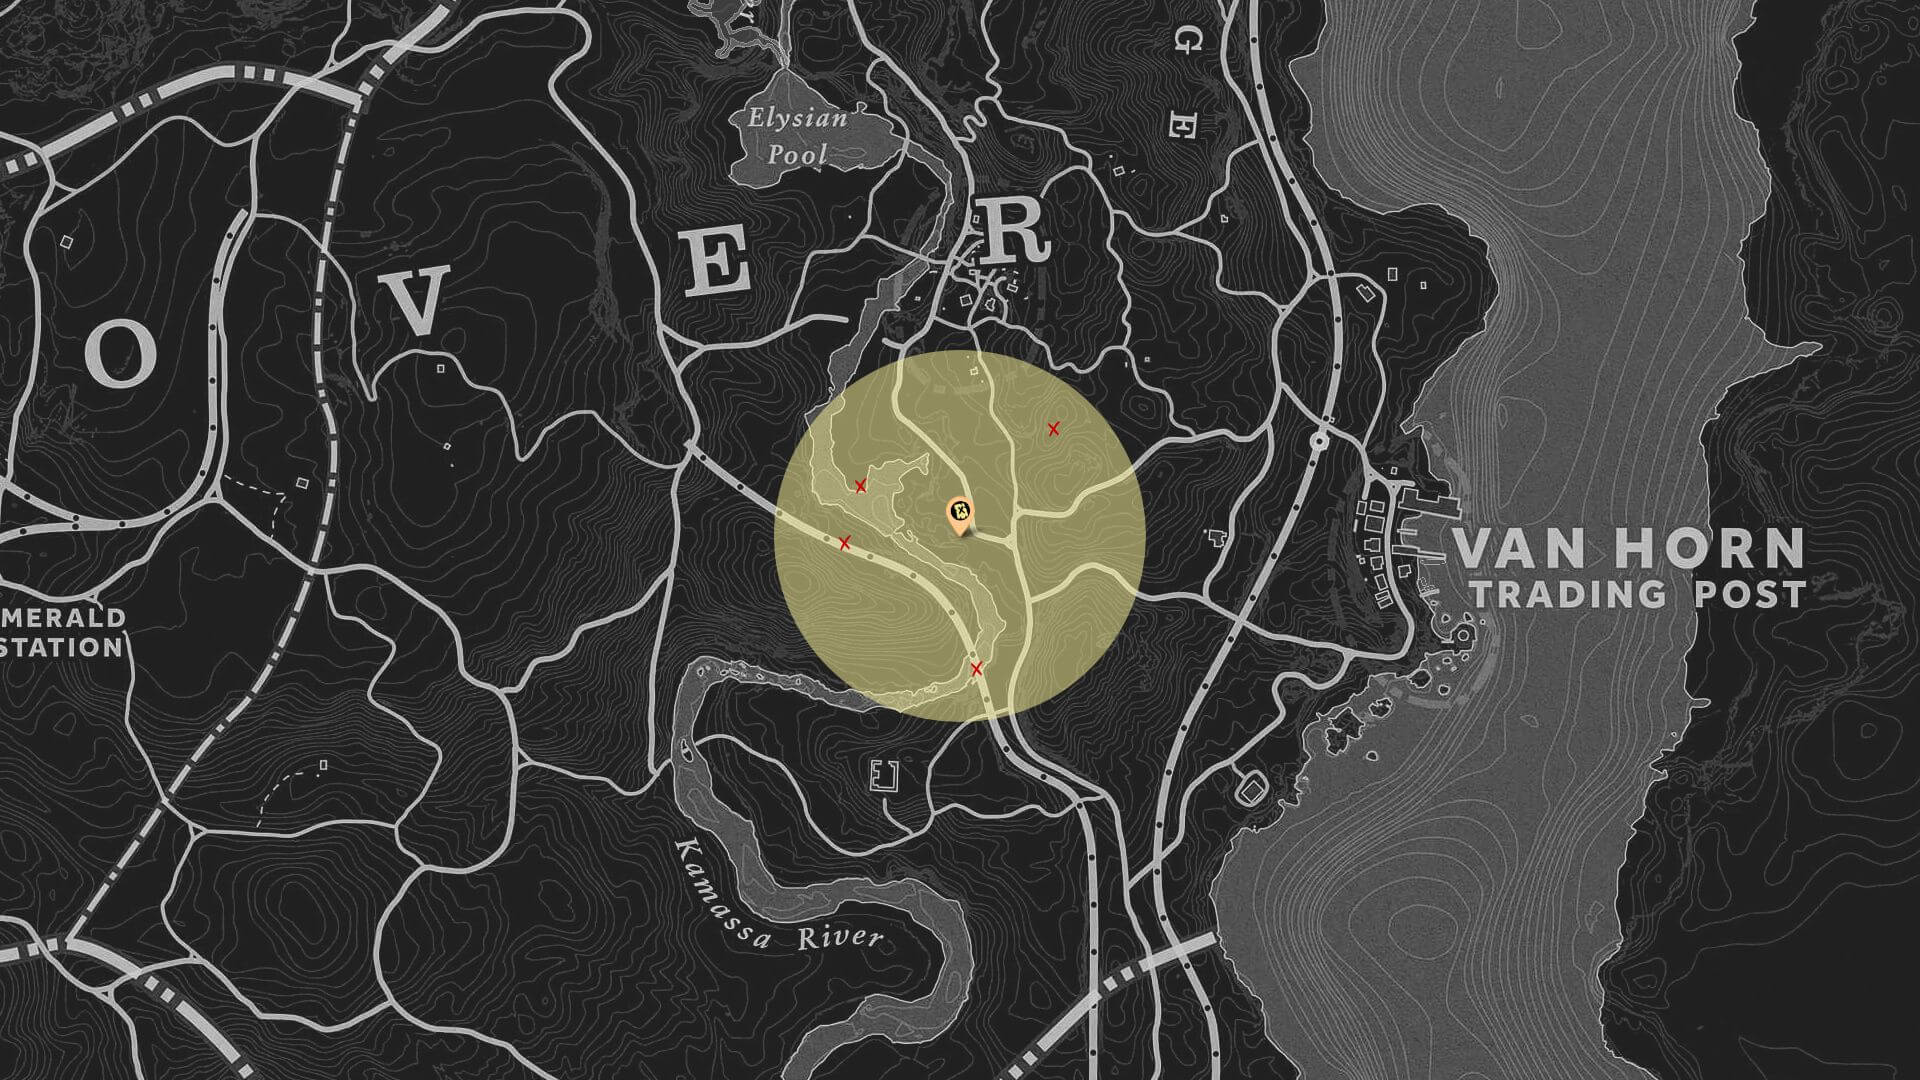 r
G
E
Elysian
Pool
R
E
V
O
VAN HORN
TRADING POST
MERALD
STATION
Kamassa River